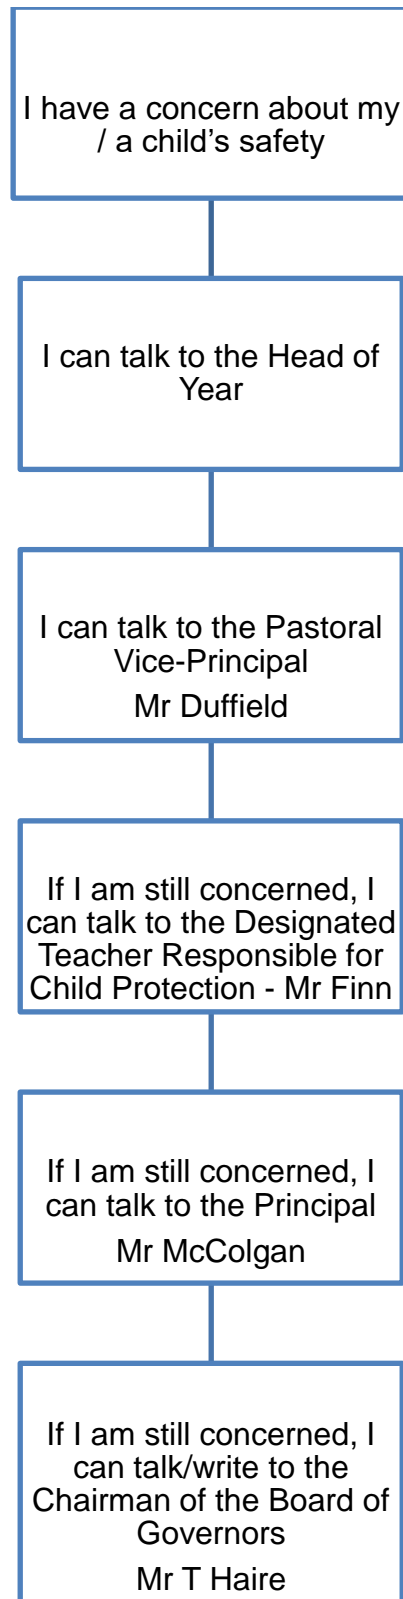 I have a concern about my
/ a child’s safety
I can talk to the Head of
Year
I can talk to the Pastoral
Vice-Principal
Mr Duffield
If I am still concerned, I
can talk to the Designated
Teacher Responsible for
Child Protection - Mr Finn
If I am still concerned, I
can talk to the Principal
Mr McColgan
If I am still concerned, I
can talk/write to the
Chairman of the Board of
Governors
Mr T Haire